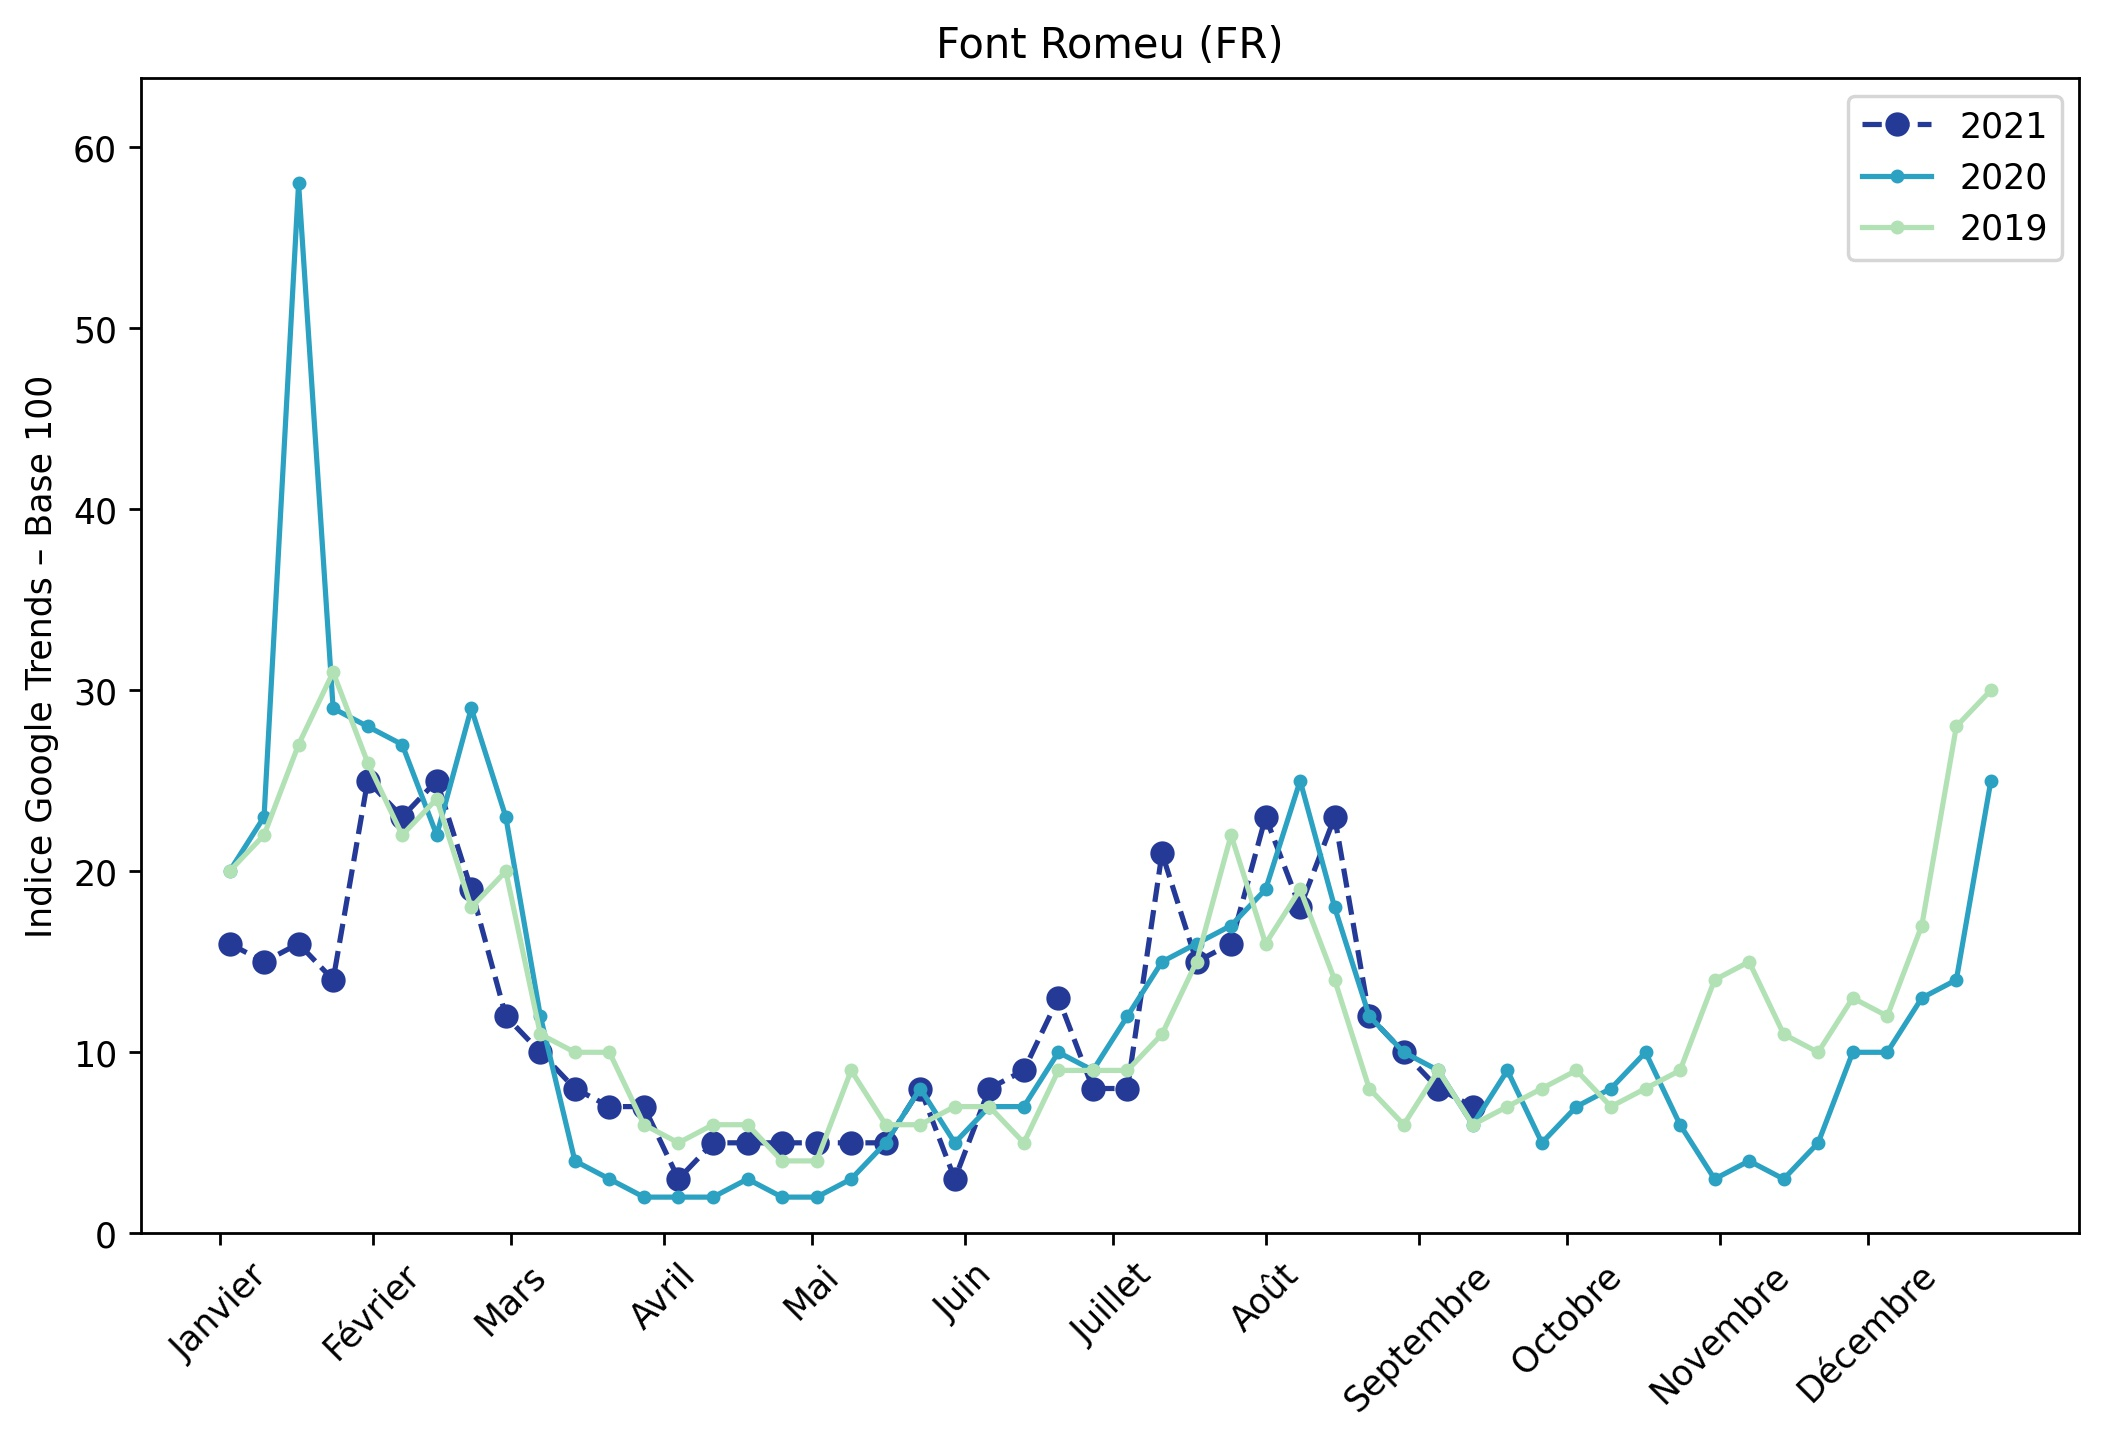 Font Romeu (FR)
Indice Google Trends – Base 100
60
50
40
30
20
10
0
2021
2020
2019
Janvier
Février
Mars
Avril
Mai
Juin
Juillet
Août
Septembre
Octobre
Novembre
Décembre